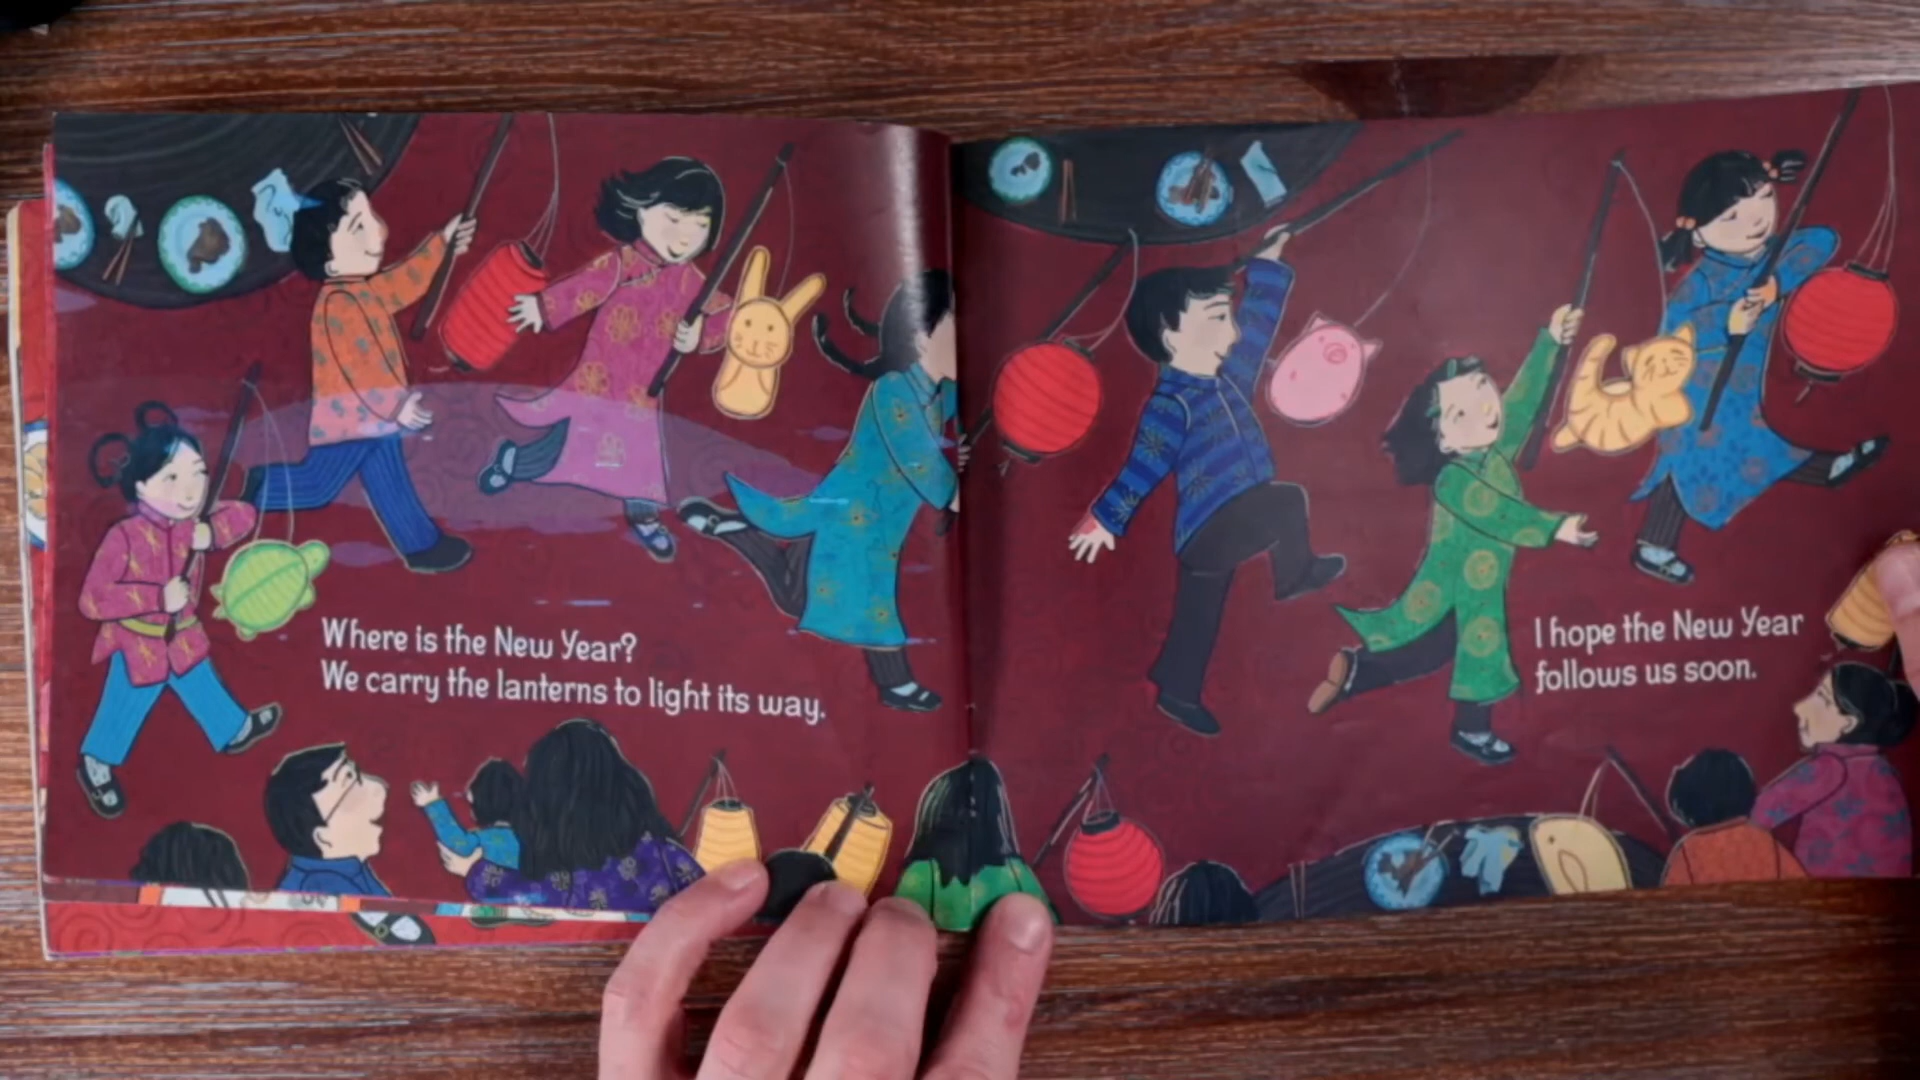 Where is the New Year?
We carry the lanterns to light its way.
I hope the New Year
follows us soon.